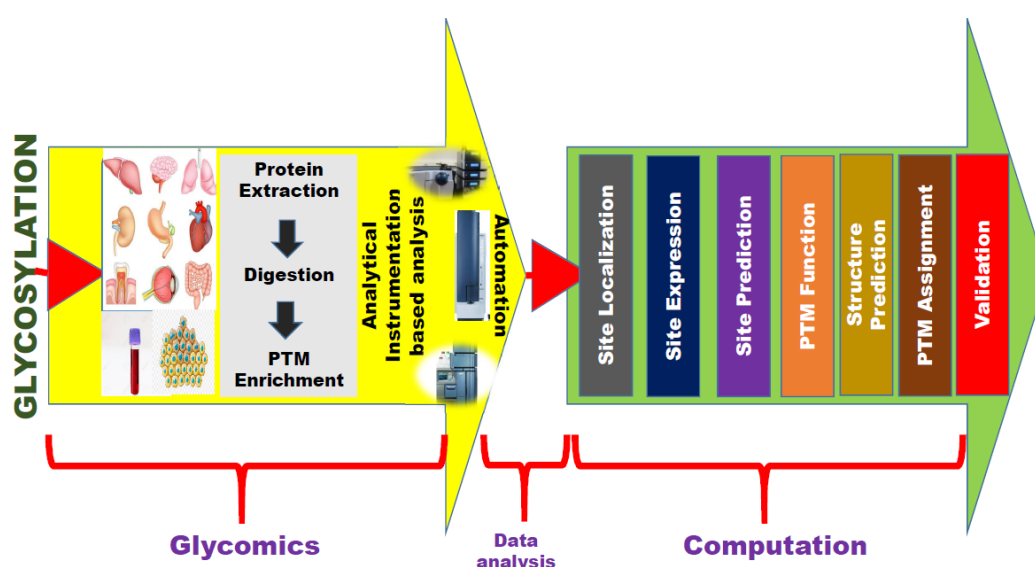 GLYCOSYLATION
Protein
Extraction
Digestion
PTM
Enrichment
Analytical
Instrumentation
based analysis
Automation
Site Localization
Site Expression
Site Prediction
PTM Function
Structure
Prediction
PTM Assignment
Validation
Glycomics
Data
analysis
Computation